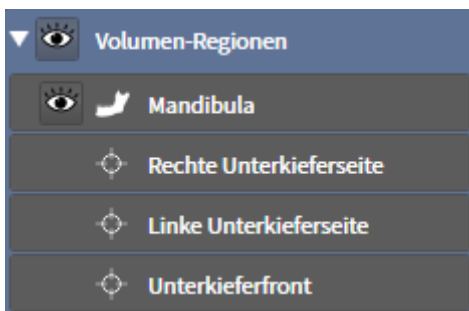 Volumen-Regionen
Mandibula
Rechte Unterkieferseite
Linke Unterkieferseite
Unterkieferfront